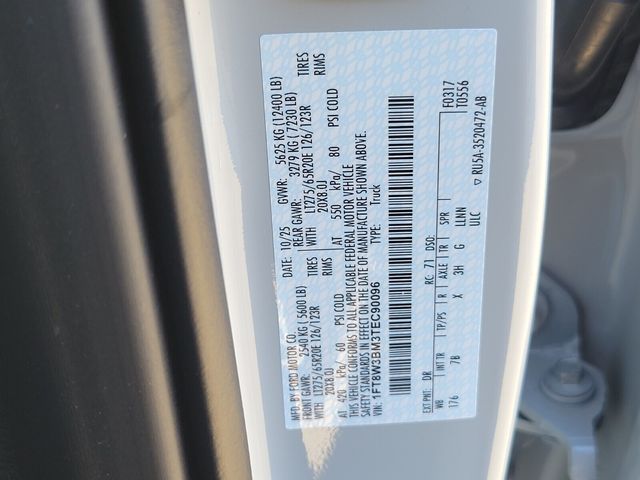 MFD. BY FORD MOTOR CO.
DATE: 10/25 GVWR: 5625 KG (12400 LB)
FRONT GAWR: 2540 KG ( 5600 LB) REAR GAWR: 3279 KG ( 7230 LB)
WITH LT275/65R20E 126/123R TIRES WITH LT275/65R20E 126/123R TIRES
20X8.0J RIMS 20X8.0J RIMS
AT 420 kPa/ 60 PSI COLD AT 550 kPa/ 80 PSI COLD
THIS VEHICLE CONFORMS TO ALL APPLICABLE FEDERAL MOTOR VEHICLE
SAFETY STANDARDS IN EFFECT ON THE DATE OF MANUFACTURE SHOWN ABOVE.
VIN: 1FT8W3BM3TEC90096 TYPE: Truck
EXT PNT: DR RC: 71 DSO: F0317
WB INT TR TP/PS R AXLE TR SPR T0556
176 7B X 3H G LLNN
ULC RU5A-3520472-AB